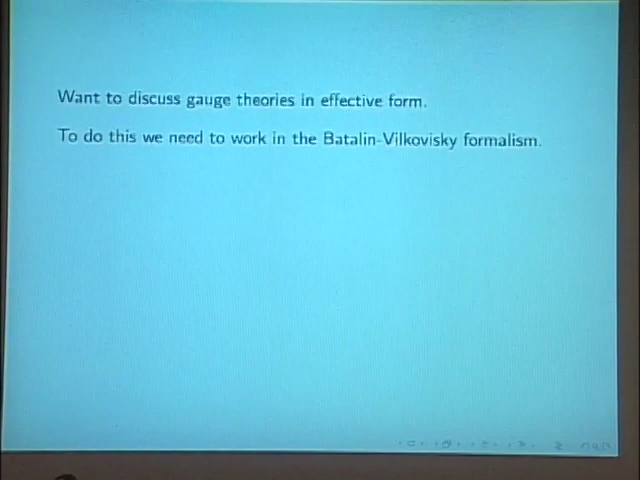 Want to discuss gauge theories in effective form.
To do this we need to work in the Batalin-Vilkovisky formalism.